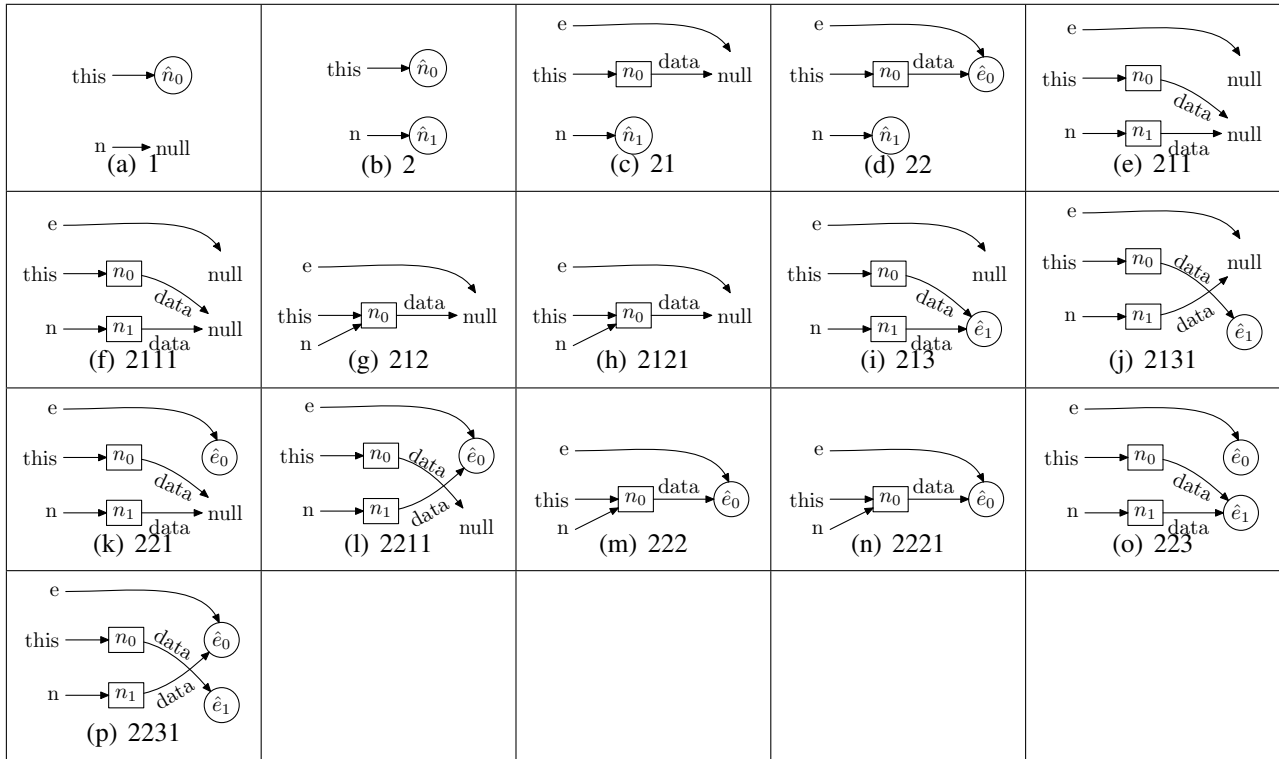 this n̂₀
n null
(a) 1
this n̂₀
n n̂₁
(b) 2
e
this n₀ data null
n n̂₁
(c) 21
e
this n₀ data ê₀
n n̂₁
(d) 22
e
null
this n₀ data
n n₁ data null
(e) 211
e
null
this n₀ data
n n₁ data null
(f) 2111
e
this n₀ data null
n
(g) 212
e
this n₀ data null
n
(h) 2121
e
null
this n₀ data
n n₁ data ê₁
(i) 213
e
this n₀ data null
n n₁ data ê₁
(j) 2131
e
this n₀ data ê₀
n n₁ data null
(k) 221
e
this n₀ data ê₀
n n₁ data null
(l) 2211
e
this n₀ data ê₀
n
(m) 222
e
this n₀ data ê₀
n
(n) 2221
e
this n₀ data ê₀
n n₁ data ê₁
(o) 223
e
this n₀ data ê₀
n n₁ data ê₁
(p) 2231